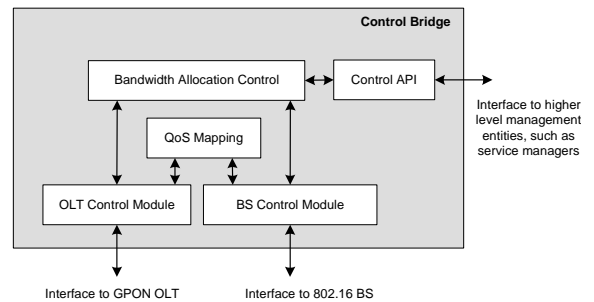 Control Bridge
Bandwidth Allocation Control
Control API
Interface to higher
level management
entities, such as
service managers
QoS Mapping
OLT Control Module
BS Control Module
Interface to GPON OLT
Interface to 802.16 BS